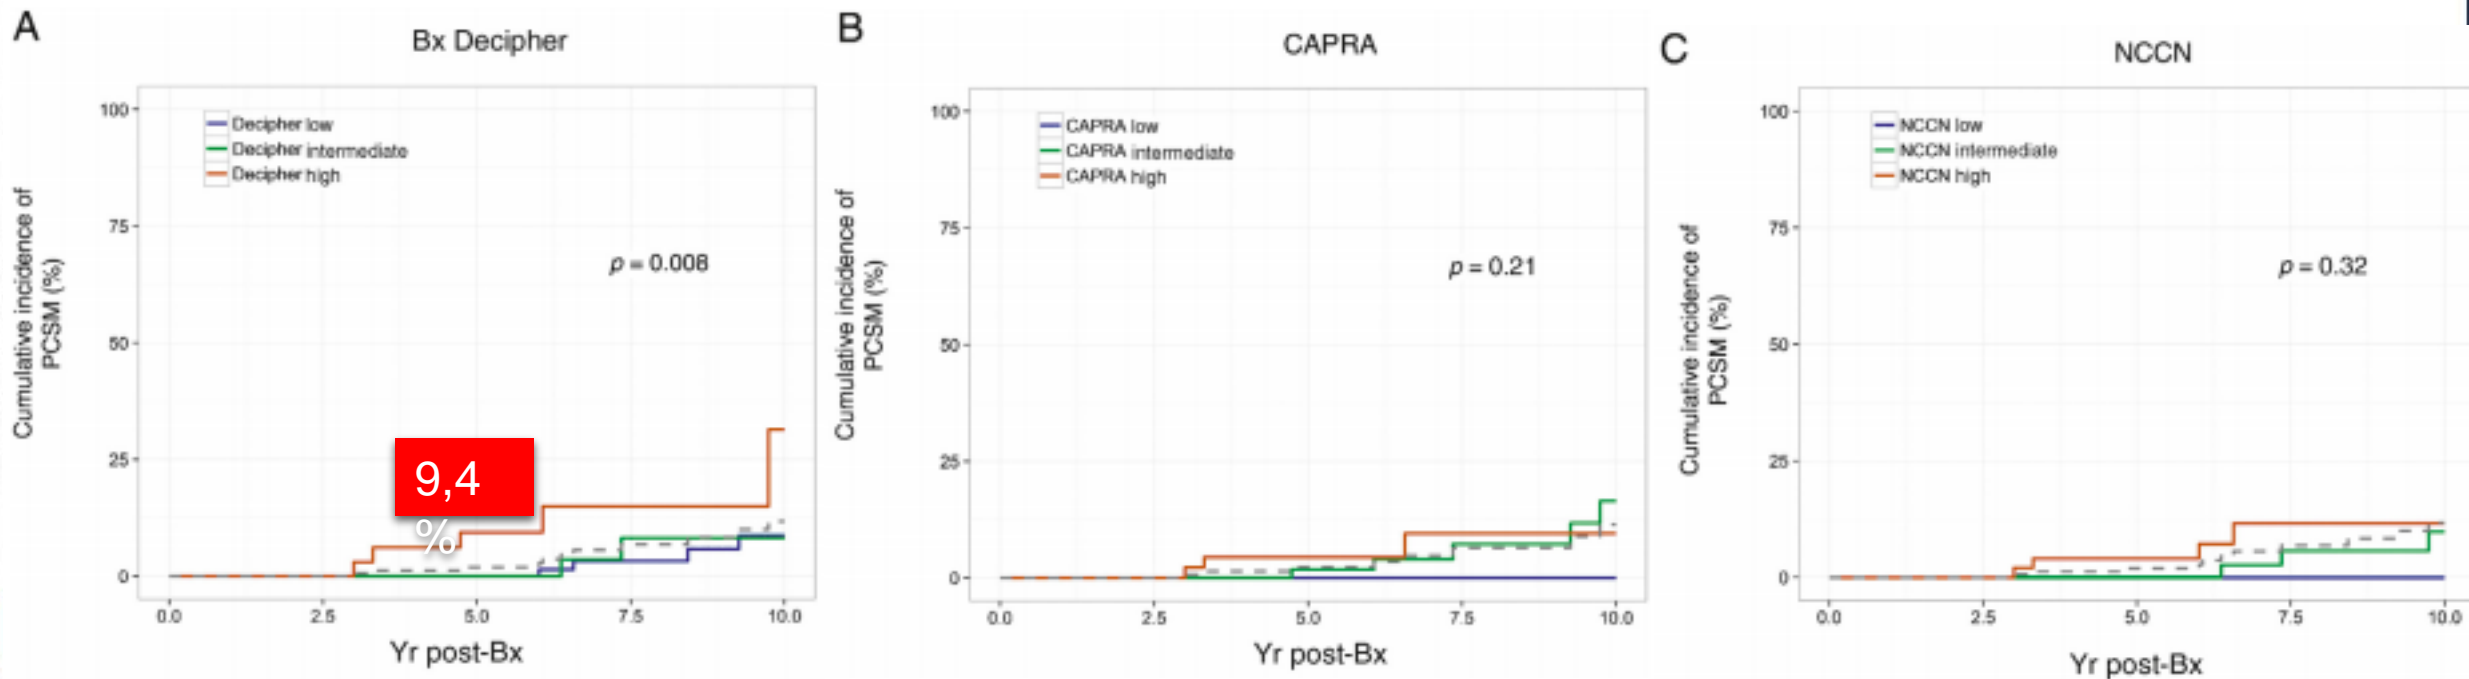 A
Bx Decipher
Cumulative incidence of
PCSM (%)
100
75
50
25
0
Decipher low
Decipher intermediate
Decipher high
p = 0.008
9,4
%
0.0 2.5 5.0 7.5 10.0
Yr post-Bx
B
CAPRA
Cumulative incidence of
PCSM (%)
100
75
50
25
0
CAPRA low
CAPRA intermediate
CAPRA high
p = 0.21
0.0 2.5 5.0 7.5 10.0
Yr post-Bx
C
NCCN
Cumulative incidence of
PCSM (%)
100
75
50
25
0
NCCN low
NCCN intermediate
NCCN high
p = 0.32
0.0 2.5 5.0 7.5 10.0
Yr post-Bx